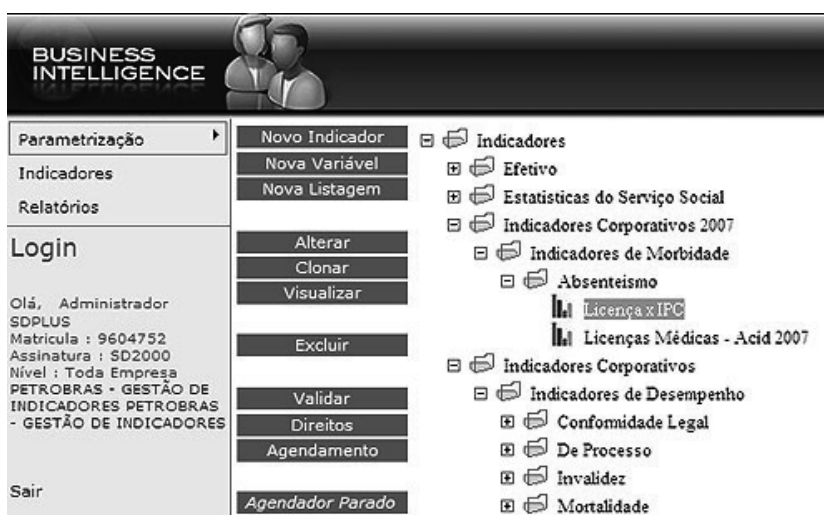 BUSINESS
INTELLIGENCE
Parametrização
Indicadores
Relatórios
Login
Olá, Administrador
SDPLUS
Matricula : 9604752
Assinatura : SD2000
Nível : Toda Empresa
PETROBRAS - GESTÃO DE
INDICADORES PETROBRAS
- GESTÃO DE INDICADORES
Sair
Novo Indicador
Nova Variável
Nova Listagem
Alterar
Clonar
Visualizar
Excluir
Validar
Direitos
Agendamento
Agendador Parado
Indicadores
Efetivo
Estatisticas do Serviço Social
Indicadores Corporativos 2007
Indicadores de Morbidade
Absenteismo
Licença x IPC
Licenças Médicas - Acid 2007
Indicadores Corporativos
Indicadores de Desempenho
Conformidade Legal
De Processo
Invalidez
Mortalidade